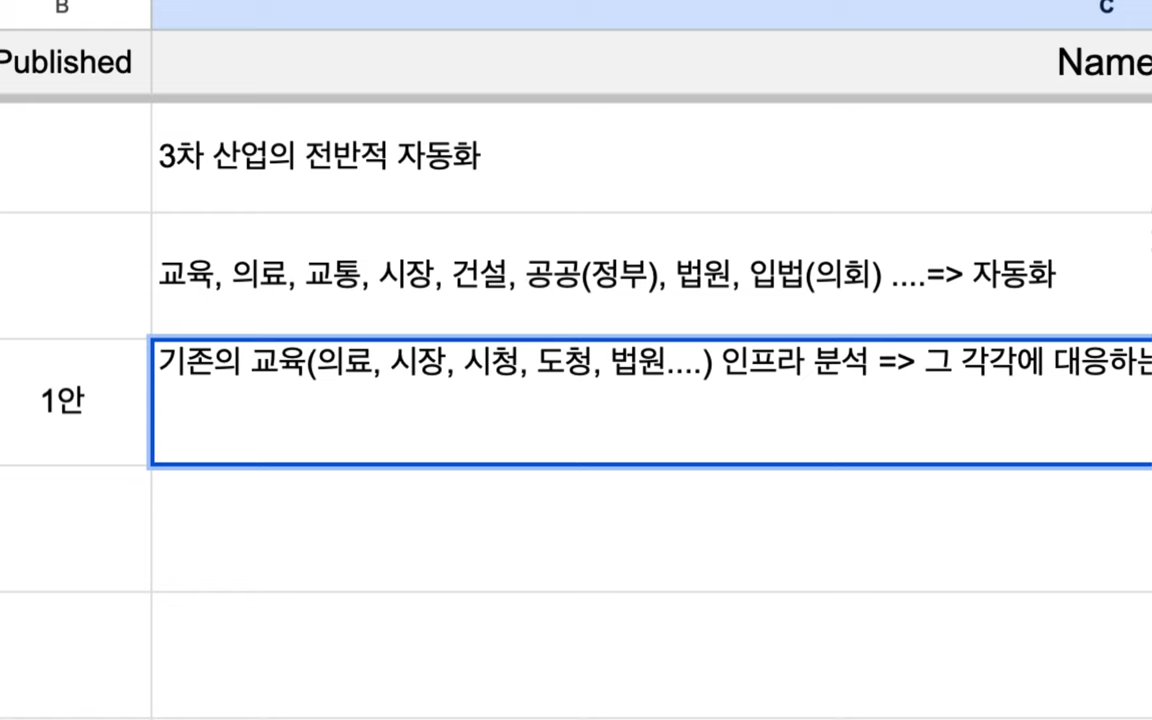 B
C
Published
Name
3차 산업의 전반적 자동화
교육, 의료, 교통, 시장, 건설, 공공(정부), 법원, 입법(의회) ....=> 자동화
1안
기존의 교육(의료, 시장, 시청, 도청, 법원....) 인프라 분석 => 그 각각에 대응하는